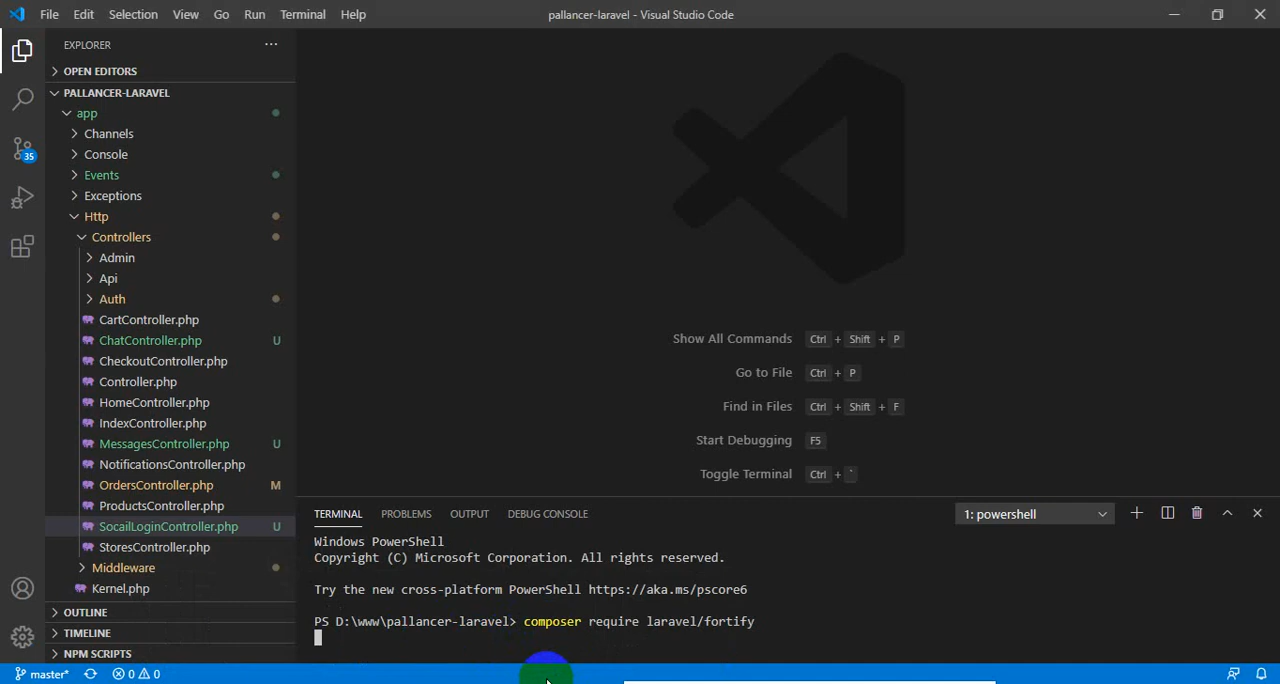 File Edit Selection View Go Run Terminal Help
pallancer-laravel - Visual Studio Code
EXPLORER
OPEN EDITORS
PALLANCER-LARAVEL
app
Channels
Console
Events
Exceptions
Http
Controllers
Admin
Api
Auth
CartController.php
ChatController.php U
CheckoutController.php
Controller.php
HomeController.php
IndexController.php
MessagesController.php U
NotificationsController.php
OrdersController.php M
ProductsController.php
SocailLoginController.php U
StoresController.php
Middleware
Kernel.php
OUTLINE
TIMELINE
NPM SCRIPTS
35
Show All Commands Ctrl + Shift + P
Go to File Ctrl + P
Find in Files Ctrl + Shift + F
Start Debugging F5
Toggle Terminal Ctrl + `
TERMINAL PROBLEMS OUTPUT DEBUG CONSOLE 1: powershell
Windows PowerShell
Copyright (C) Microsoft Corporation. All rights reserved.
Try the new cross-platform PowerShell https://aka.ms/pscore6
PS D:\www\pallancer-laravel> composer require laravel/fortify
master* 0 0